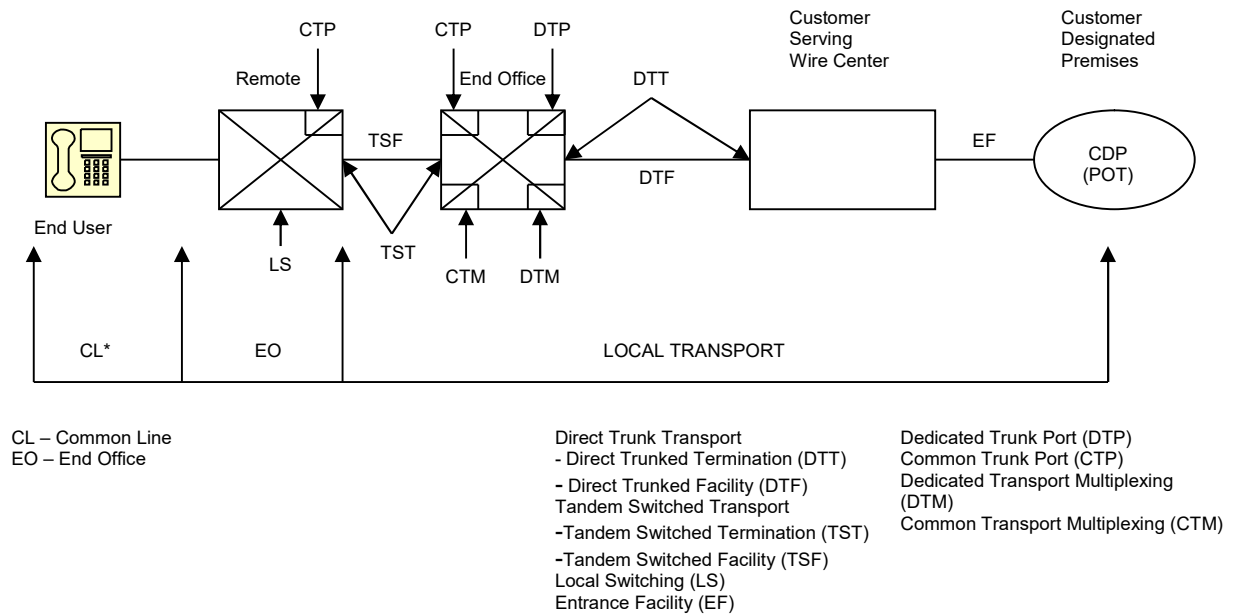 Customer
Serving
Wire Center
Customer
Designated
Premises
CTP
CTP
DTP
Remote
End Office
DTT
TSF
DTF
EF
CDP
(POT)
End User
LS
TST
CTM
DTM
CL*
EO
LOCAL TRANSPORT
CL – Common Line
EO – End Office
Direct Trunk Transport
- Direct Trunked Termination (DTT)
- Direct Trunked Facility (DTF)
Tandem Switched Transport
-Tandem Switched Termination (TST)
-Tandem Switched Facility (TSF)
Local Switching (LS)
Entrance Facility (EF)
Dedicated Trunk Port (DTP)
Common Trunk Port (CTP)
Dedicated Transport Multiplexing
(DTM)
Common Transport Multiplexing (CTM)